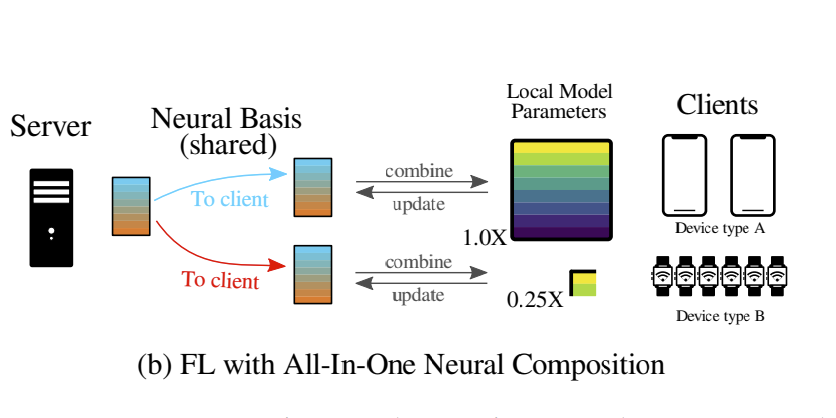 Server
Neural Basis
(shared)
To client
To client
combine
update
combine
update
Local Model
Parameters
1.0X
0.25X
Clients
Device type A
Device type B
(b) FL with All-In-One Neural Composition